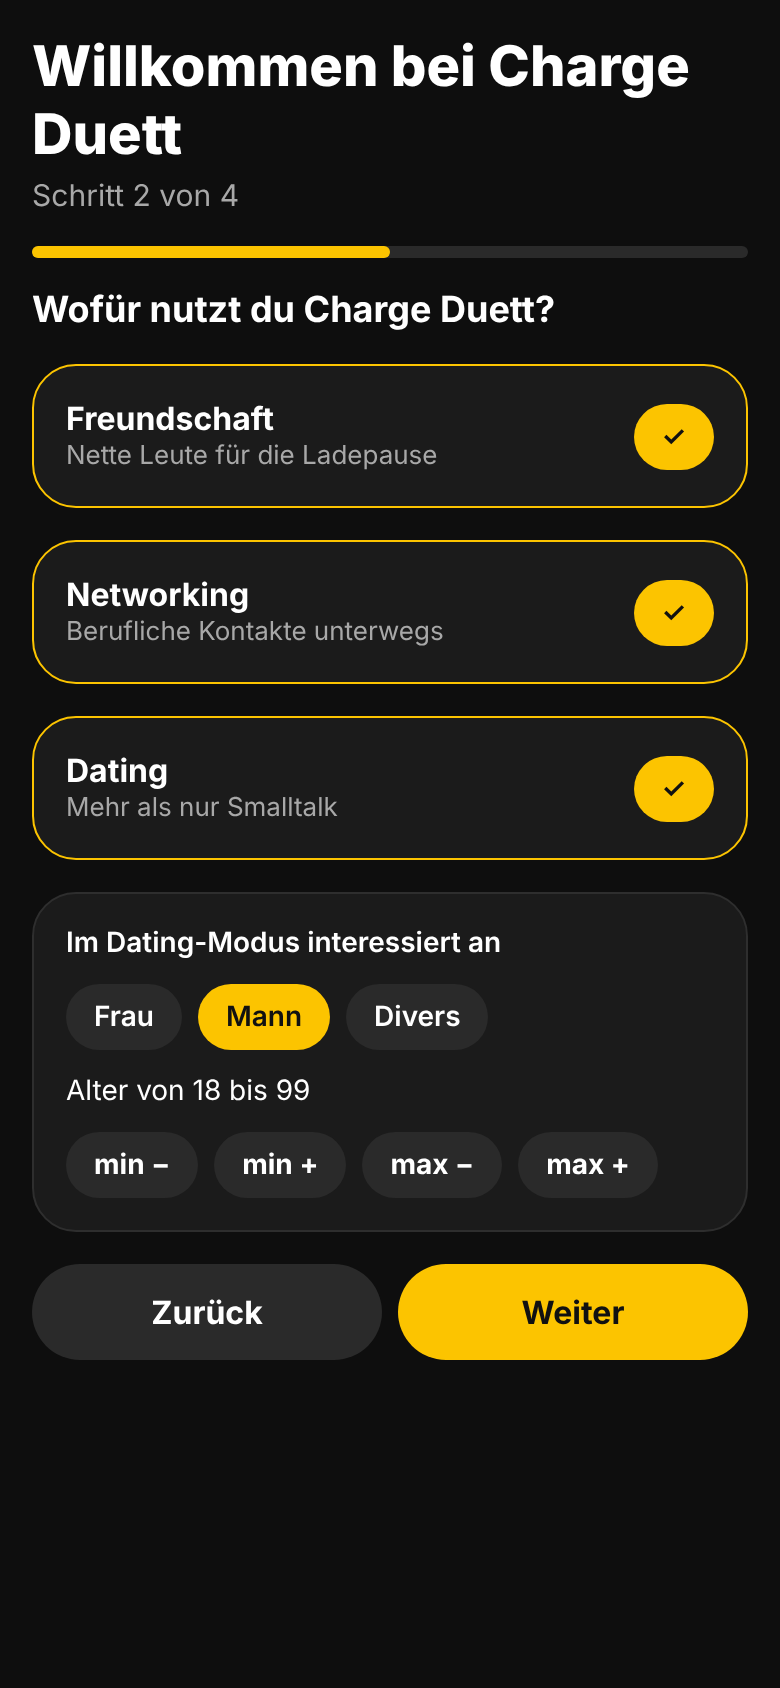 Willkommen bei Charge
Duett
Schritt 2 von 4
Wofür nutzt du Charge Duett?
Freundschaft
Nette Leute für die Ladepause
✓
Networking
Berufliche Kontakte unterwegs
✓
Dating
Mehr als nur Smalltalk
✓
Im Dating-Modus interessiert an
Frau Mann Divers
Alter von 18 bis 99
min – min + max – max +
Zurück Weiter